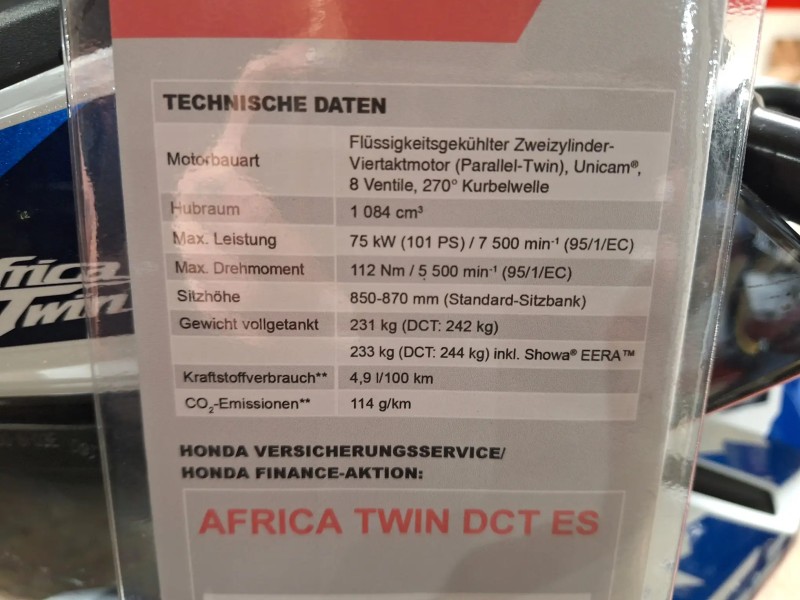 TECHNISCHE DATEN
Motorbauart
Flüssigkeitsgekühlter Zweizylinder-
Viertaktmotor (Parallel-Twin), Unicam®,
8 Ventile, 270° Kurbelwelle
Hubraum 1 084 cm³
Max. Leistung 75 kW (101 PS) / 7 500 min⁻¹ (95/1/EC)
Max. Drehmoment 112 Nm / 5 500 min⁻¹ (95/1/EC)
Sitzhöhe 850-870 mm (Standard-Sitzbank)
Gewicht vollgetankt 231 kg (DCT: 242 kg)
233 kg (DCT: 244 kg) inkl. Showa® EERA™
Kraftstoffverbrauch** 4,9 l/100 km
CO₂-Emissionen** 114 g/km
HONDA VERSICHERUNGSSERVICE/
HONDA FINANCE-AKTION:
AFRICA TWIN DCT ES
frica
Twin